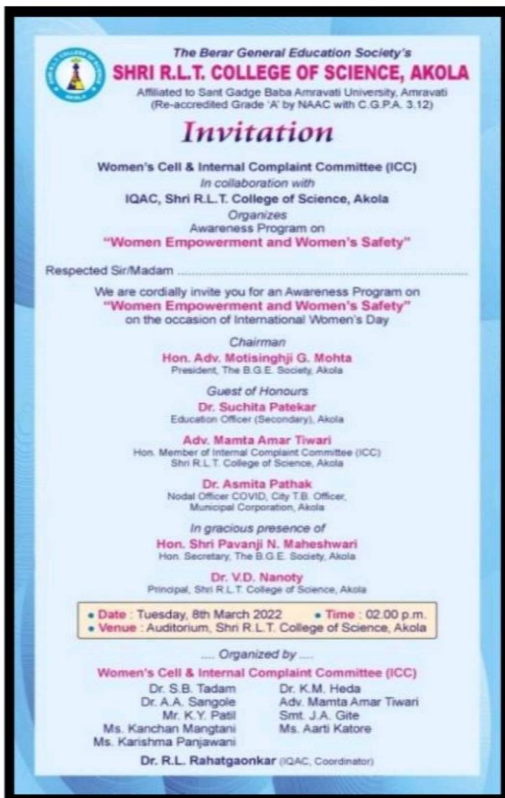 The Berar General Education Society's
SHRI R.L.T. COLLEGE OF SCIENCE, AKOLA
Affiliated to Sant Gadge Baba Amravati University, Amravati
(Re-accredited Grade 'A' by NAAC with C.G.P.A. 3.12)
Invitation
Women's Cell & Internal Complaint Committee (ICC)
In collaboration with
IQAC, Shri R.L.T. College of Science, Akola
Organizes
Awareness Program on
"Women Empowerment and Women's Safety"
Respected Sir/Madam ....................................................................................
We are cordially invite you for an Awareness Program on
"Women Empowerment and Women's Safety"
on the occasion of International Women's Day
Chairman
Hon. Adv. Motisinghji G. Mohta
President, The B.G.E. Society, Akola
Guest of Honours
Dr. Suchita Patekar
Education Officer (Secondary), Akola
Adv. Mamta Amar Tiwari
Hon. Member of Internal Complaint Committee (ICC)
Shri R.L.T. College of Science, Akola
Dr. Asmita Pathak
Nodal Officer COVID, City T.B. Officer,
Municipal Corporation, Akola
In gracious presence of
Hon. Shri Pavanji N. Maheshwari
Hon. Secretary, The B.G.E. Society, Akola
Dr. V.D. Nanoty
Principal, Shri R.L.T. College of Science, Akola
• Date : Tuesday, 8th March 2022 • Time : 02.00 p.m.
• Venue : Auditorium, Shri R.L.T. College of Science, Akola
.... Organized by ....
Women's Cell & Internal Complaint Committee (ICC)
Dr. S.B. Tadam Dr. K.M. Heda
Dr. A.A. Sangole Adv. Mamta Amar Tiwari
Mr. K.Y. Patil Smt. J.A. Gite
Ms. Kanchan Mangtani Ms. Aarti Katore
Ms. Karishma Panjawani
Dr. R.L. Rahatgaonkar (IQAC, Coordinator)